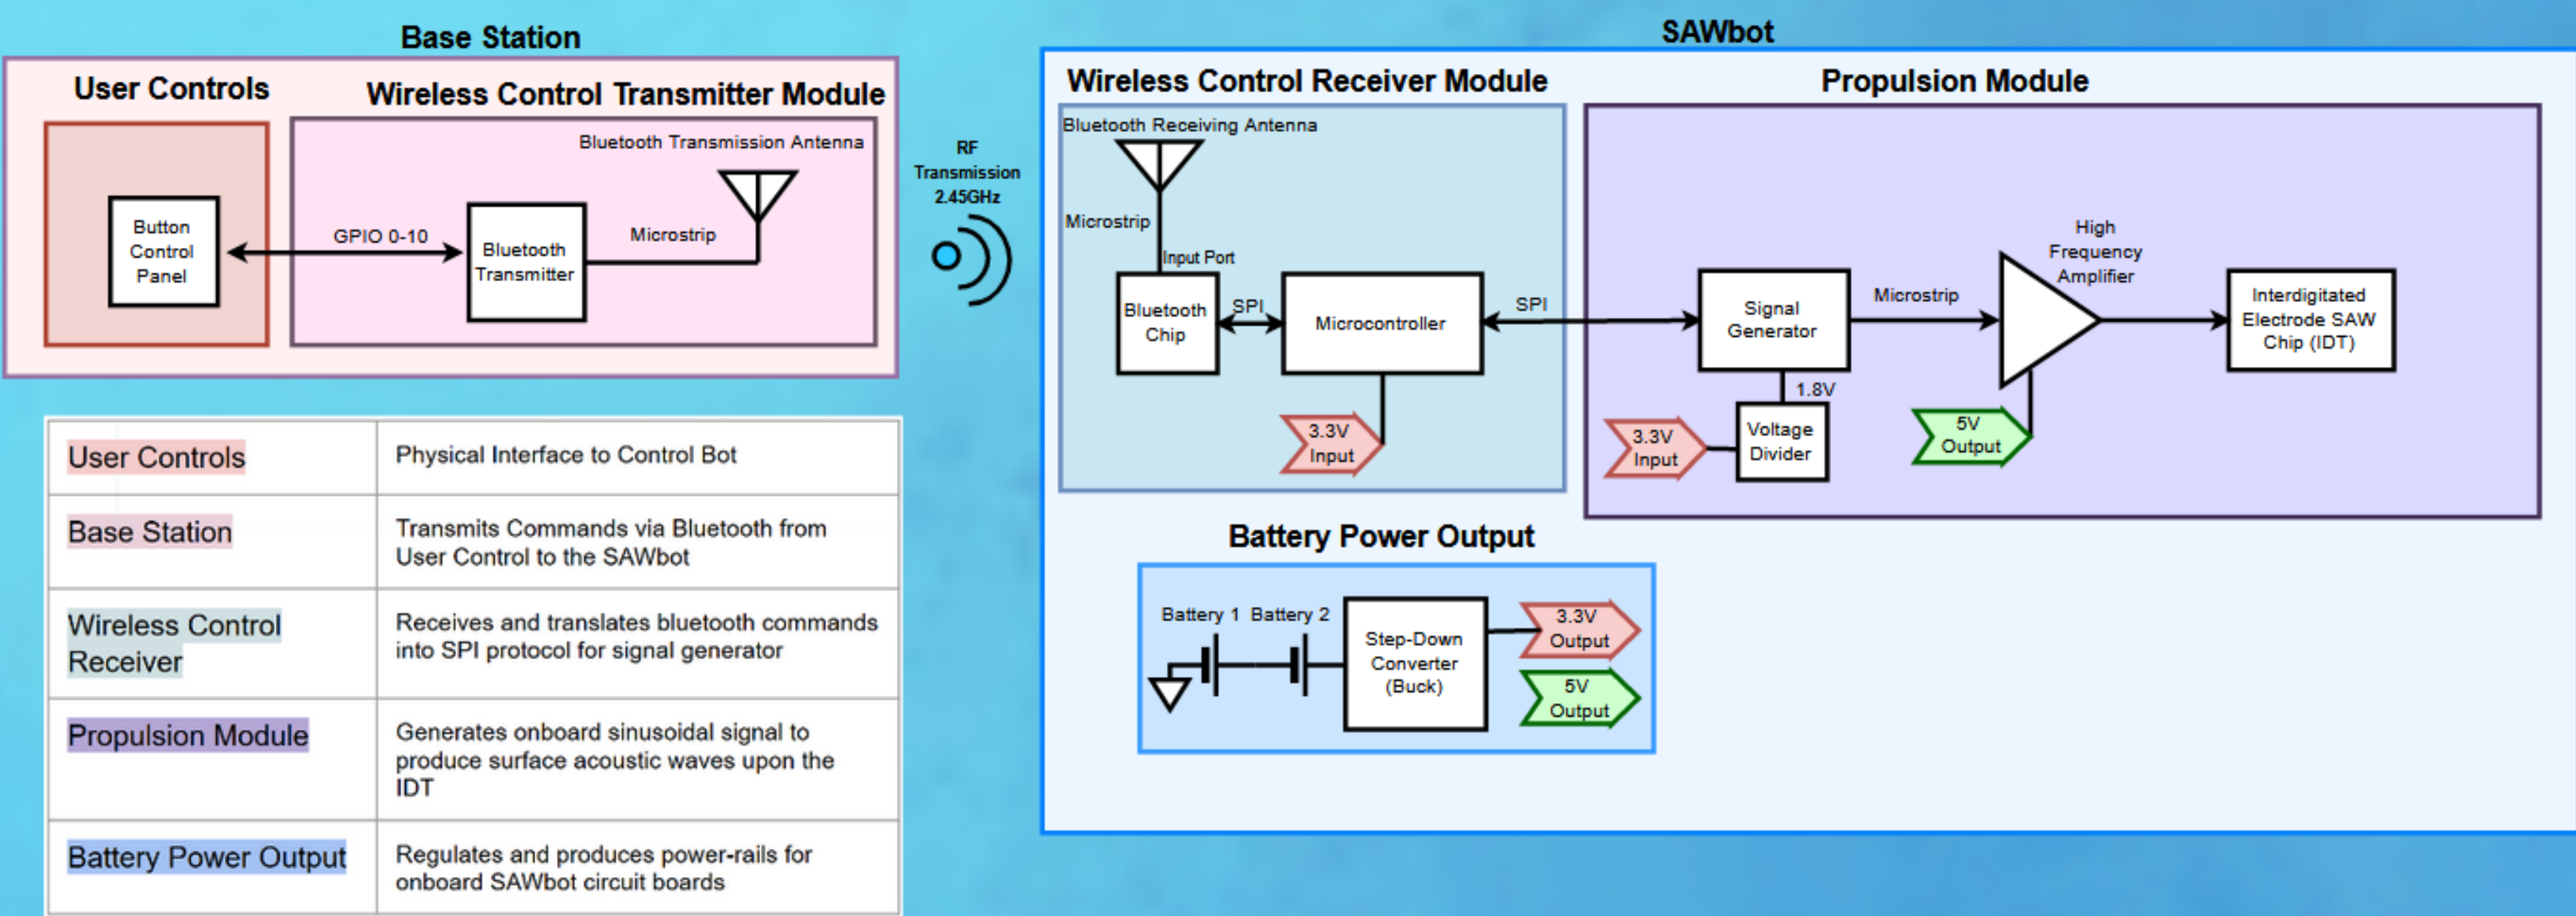 Base Station
User Controls
Wireless Control Transmitter Module
Bluetooth Transmission Antenna
Button
Control
Panel
GPIO 0-10
Bluetooth
Transmitter
Microstrip
RF
Transmission
2.45GHz
SAWbot
Wireless Control Receiver Module
Bluetooth Receiving Antenna
Microstrip
Input Port
Bluetooth
Chip
SPI
Microcontroller
SPI
3.3V
Input
Propulsion Module
Signal
Generator
Microstrip
High
Frequency
Amplifier
Interdigitated
Electrode SAW
Chip (IDT)
1.8V
3.3V
Input
Voltage
Divider
5V
Output
Battery Power Output
Battery 1
Battery 2
Step-Down
Converter
(Buck)
3.3V
Output
5V
Output
User Controls
Physical Interface to Control Bot
Base Station
Transmits Commands via Bluetooth from
User Control to the SAWbot
Wireless Control
Receiver
Receives and translates bluetooth commands
into SPI protocol for signal generator
Propulsion Module
Generates onboard sinusoidal signal to
produce surface acoustic waves upon the
IDT
Battery Power Output
Regulates and produces power-rails for
onboard SAWbot circuit boards